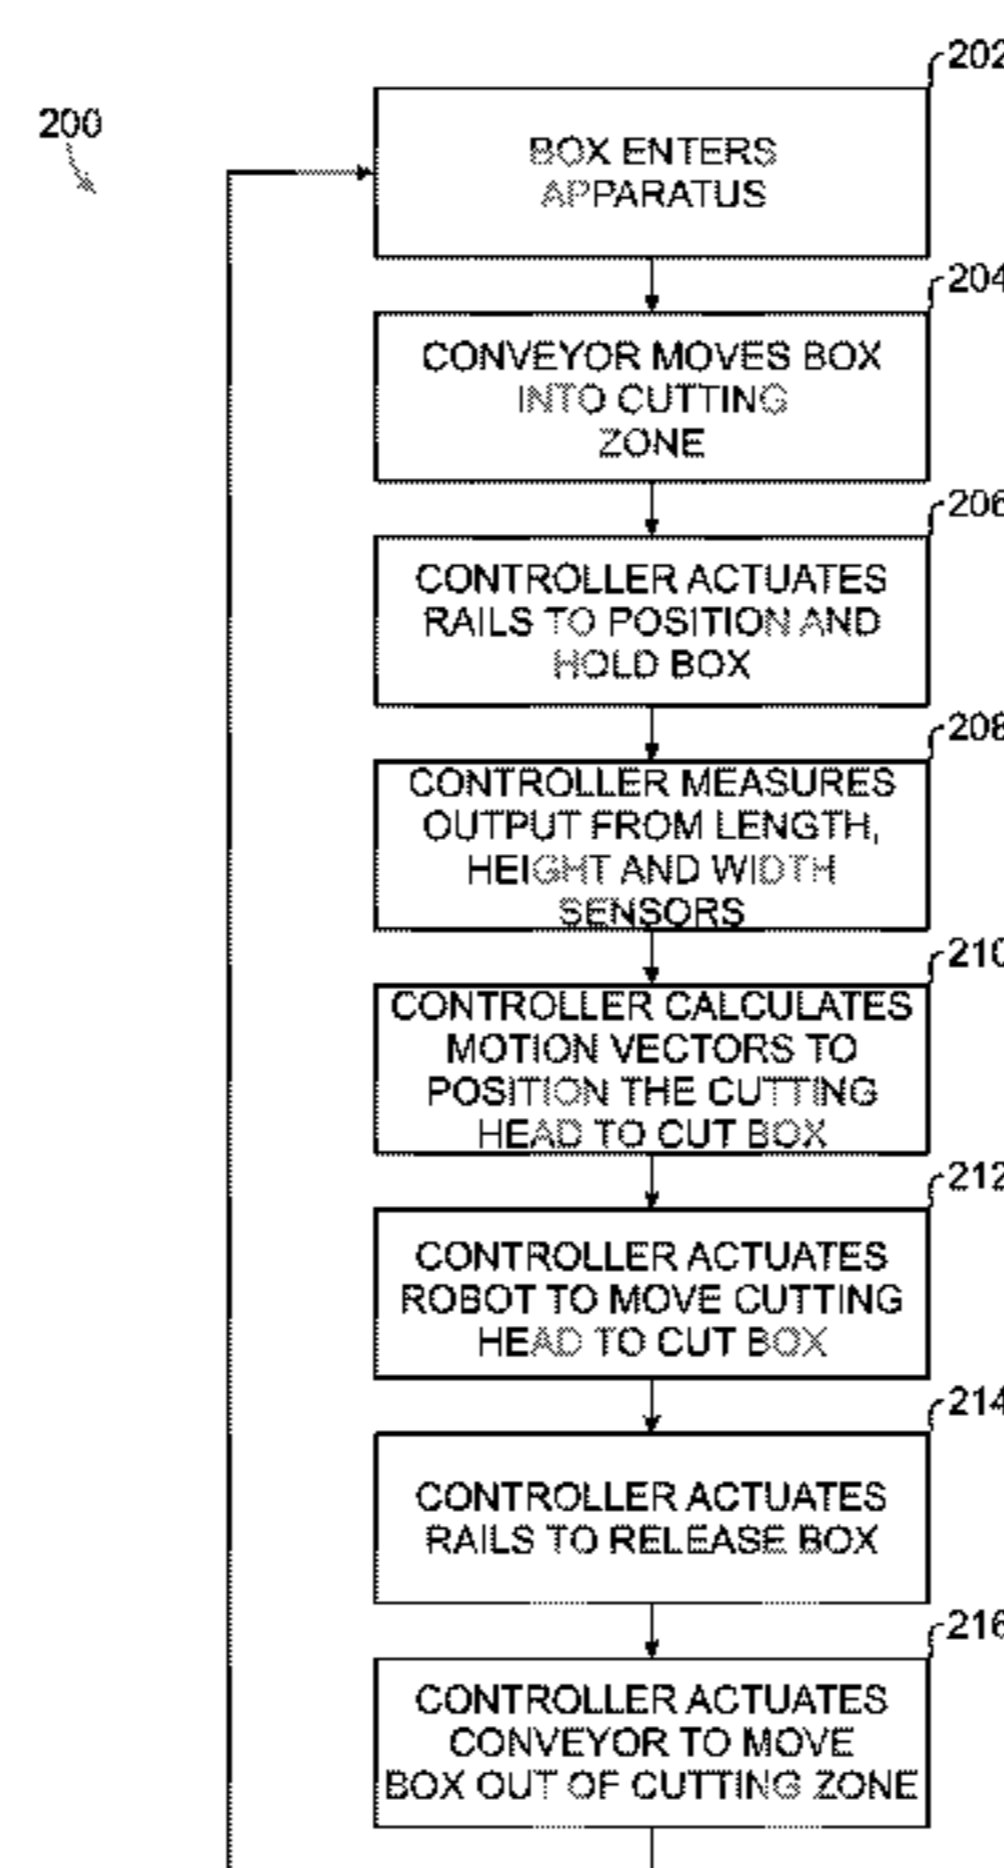 202
200
BOX ENTERS
APPARATUS
204
CONVEYOR MOVES BOX
INTO CUTTING
ZONE
206
CONTROLLER ACTUATES
RAILS TO POSITION AND
HOLD BOX
208
CONTROLLER MEASURES
OUTPUT FROM LENGTH,
HEIGHT AND WIDTH
SENSORS
210
CONTROLLER CALCULATES
MOTION VECTORS TO
POSITION THE CUTTING
HEAD TO CUT BOX
212
CONTROLLER ACTUATES
ROBOT TO MOVE CUTTING
HEAD TO CUT BOX
214
CONTROLLER ACTUATES
RAILS TO RELEASE BOX
216
CONTROLLER ACTUATES
CONVEYOR TO MOVE
BOX OUT OF CUTTING ZONE